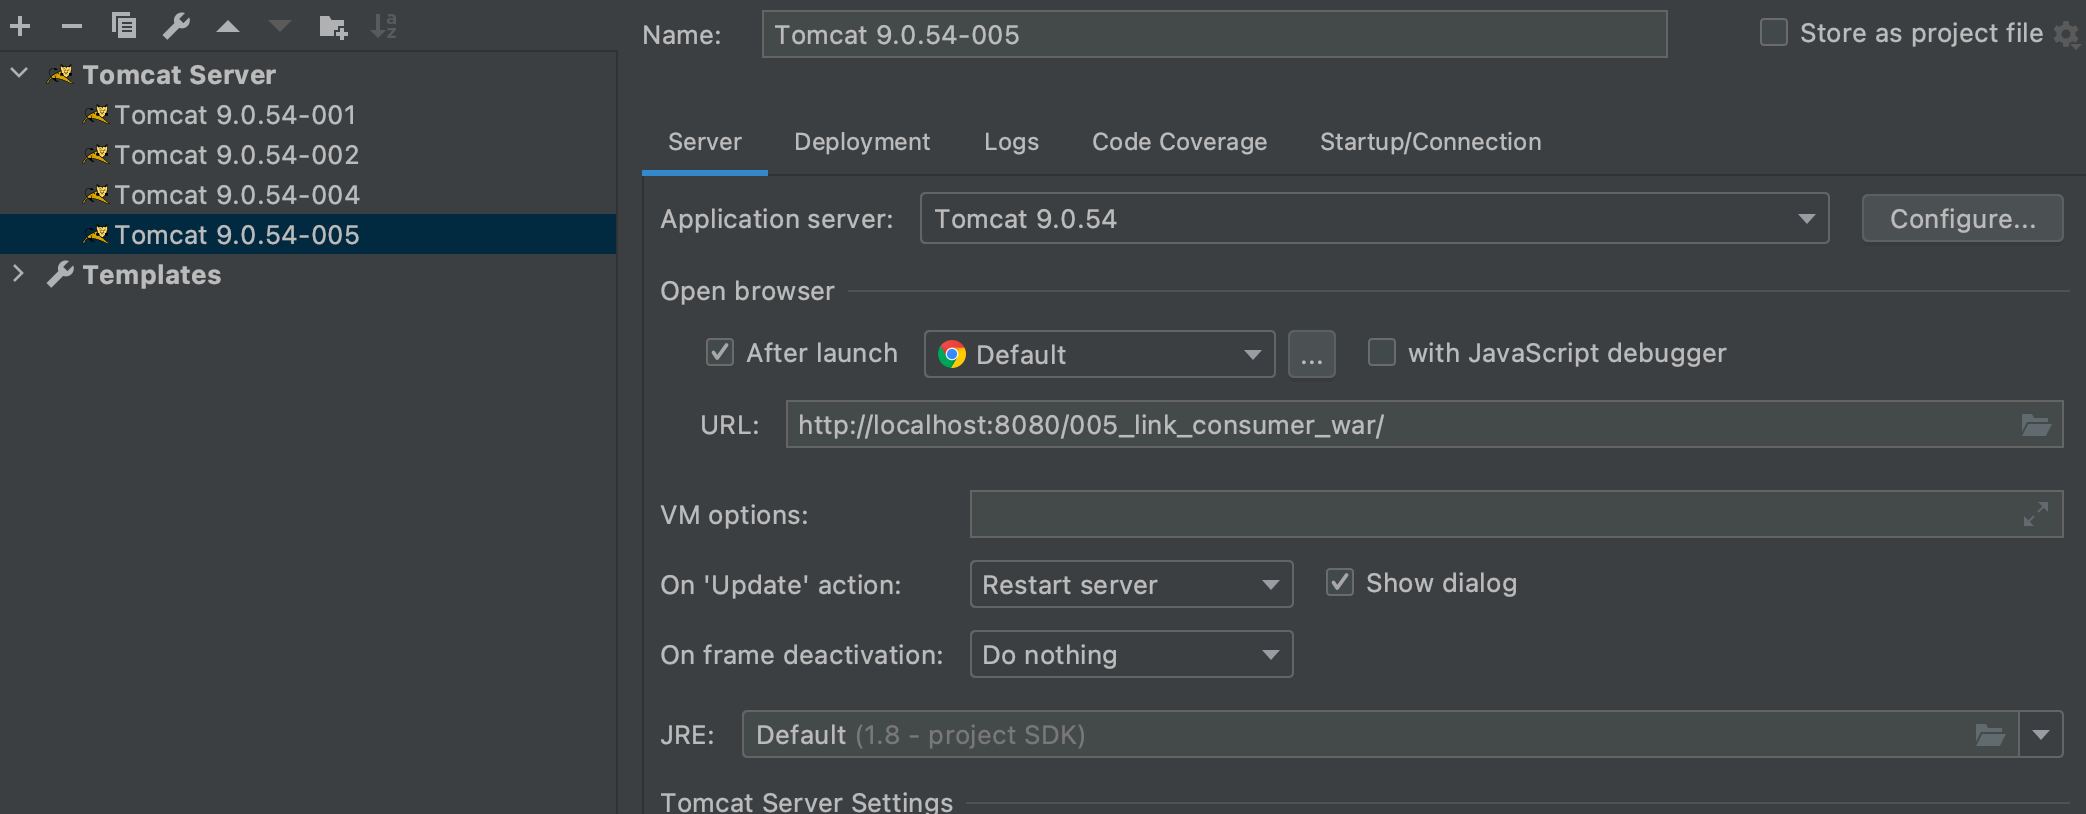 Name: Tomcat 9.0.54-005 Store as project file
Tomcat Server
Tomcat 9.0.54-001
Tomcat 9.0.54-002
Tomcat 9.0.54-004
Tomcat 9.0.54-005
Templates
Server Deployment Logs Code Coverage Startup/Connection
Application server: Tomcat 9.0.54 Configure...
Open browser
After launch Default ... with JavaScript debugger
URL: http://localhost:8080/005_link_consumer_war/
VM options:
On 'Update' action: Restart server Show dialog
On frame deactivation: Do nothing
JRE: Default (1.8 - project SDK)
Tomcat Server Settings